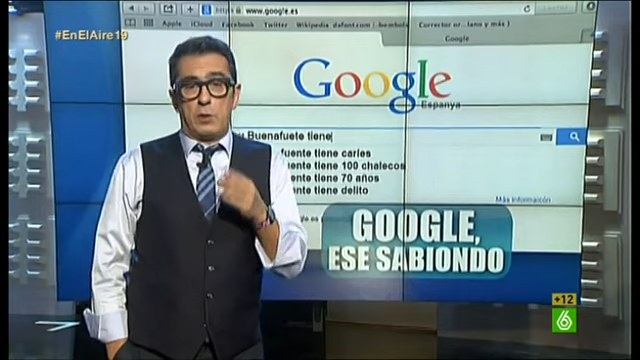 #EnElAire19
www.google.es
Apple iCloud Facebook Twitter Wikipedia dafont.com
Google
Google
Espanya
Buenafuete tiene
fuente tiene caries
fuente tiene 100 chalecos
fuente tiene 70 años
fuente tiene delito
Más información
GOOGLE,
ESE SABIONDO
+12
6